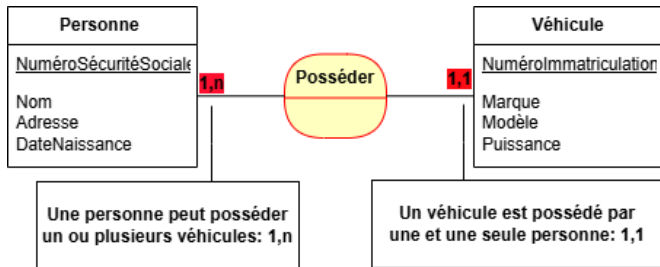 Personne
NuméroSécuritéSociale
Nom
Adresse
DateNaissance
1,n
Posséder
1,1
Véhicule
NuméroImmatriculation
Marque
Modèle
Puissance
Une personne peut posséder
un ou plusieurs véhicules: 1,n
Un véhicule est possédé par
une et une seule personne: 1,1